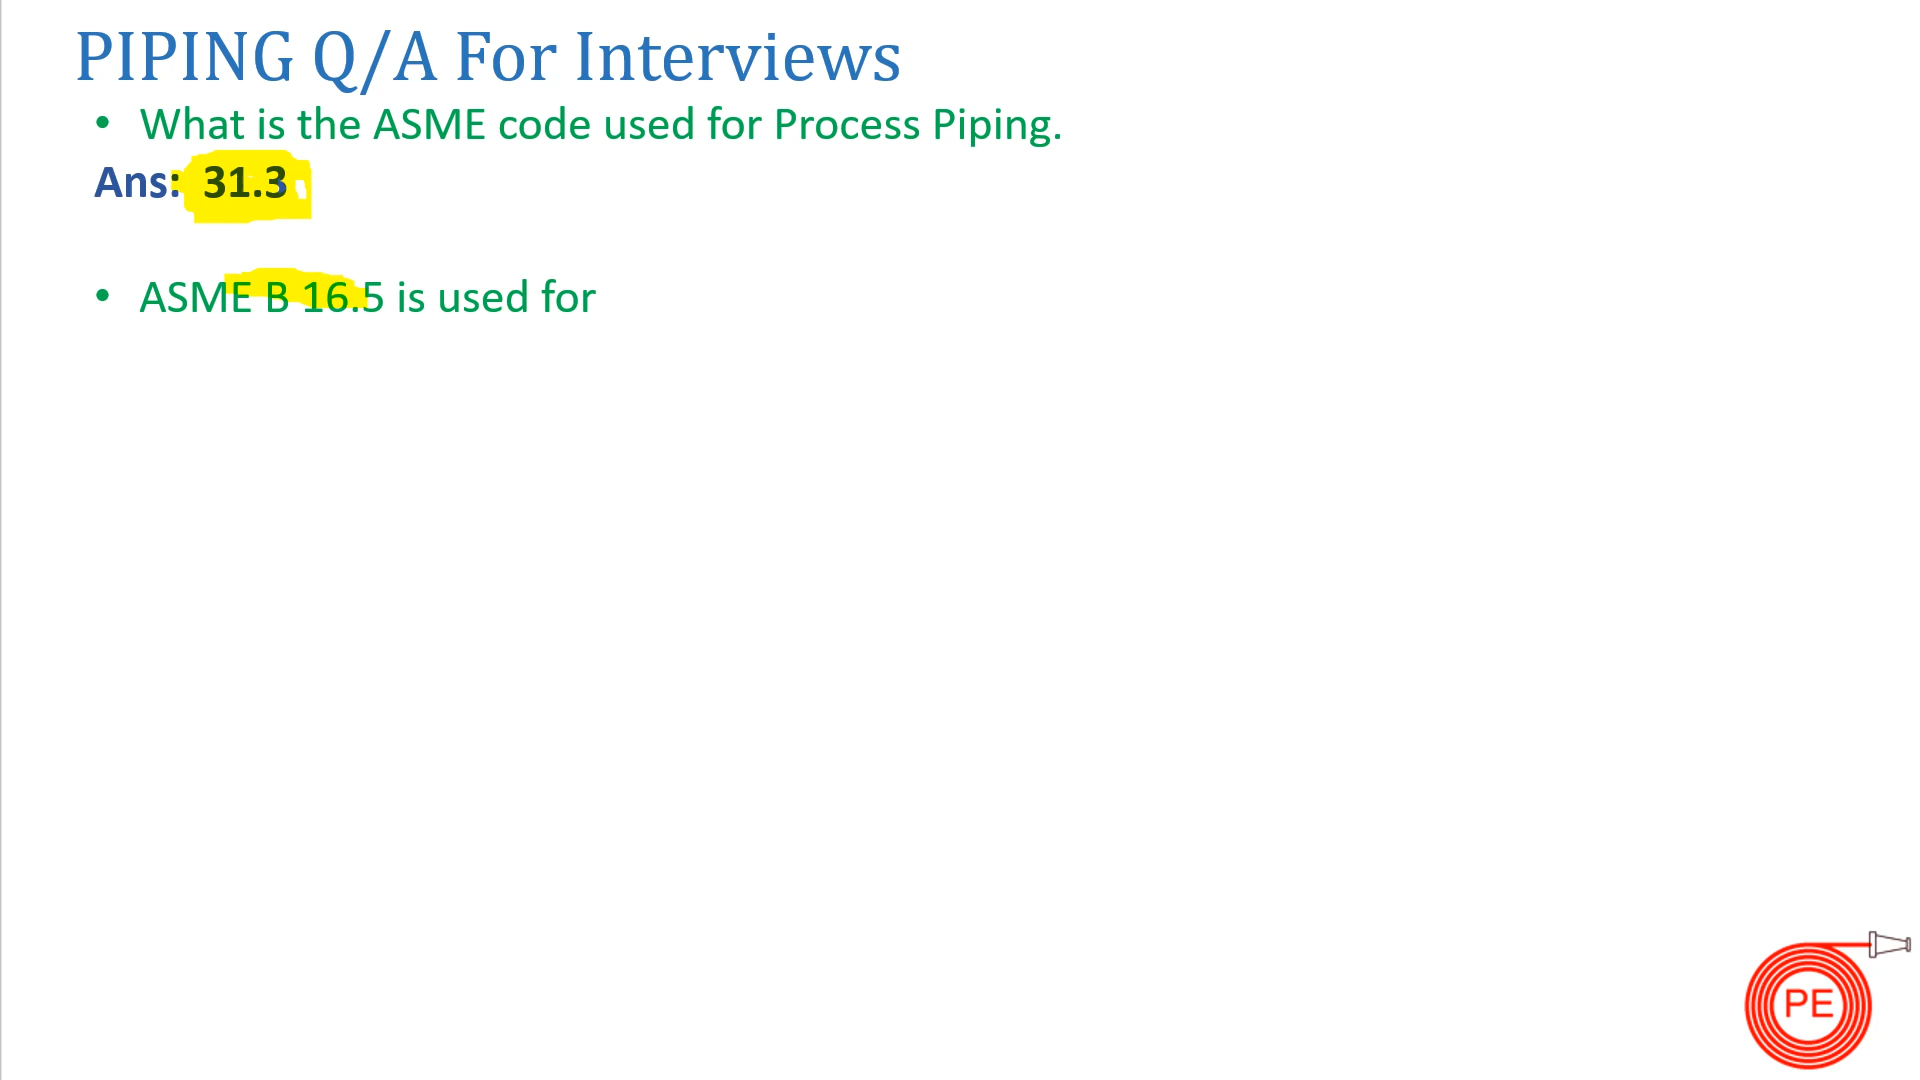 PIPING Q/A For Interviews
• What is the ASME code used for Process Piping.
Ans: 31.3
• ASME B 16.5 is used for
PE